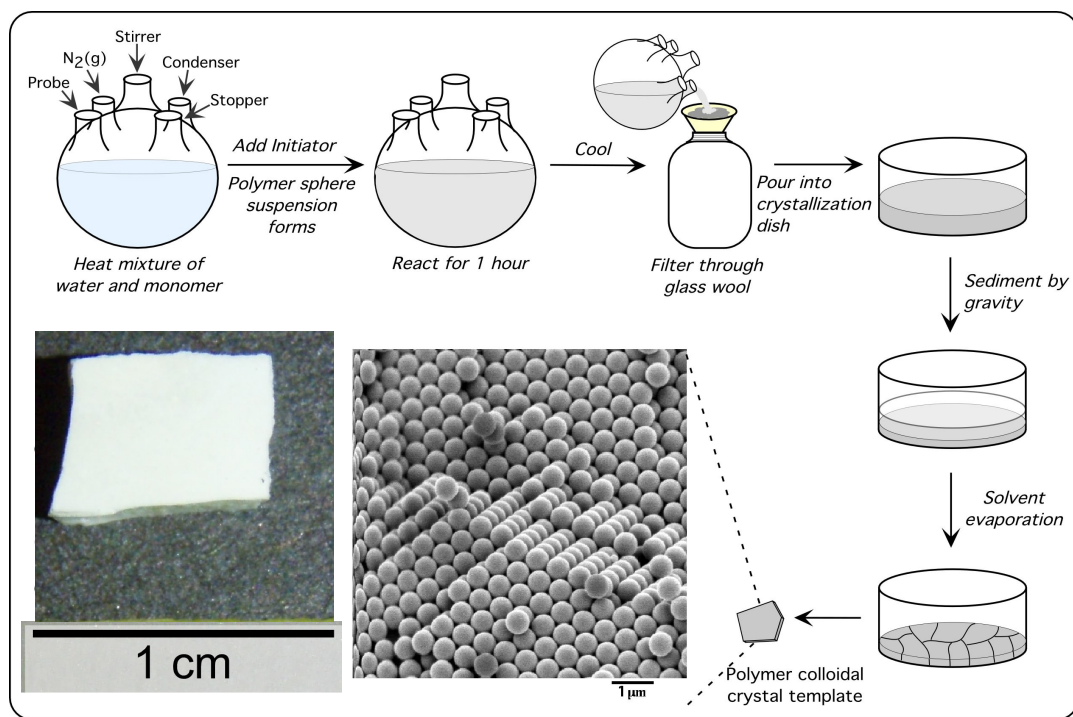 Stirrer
N2(g)
Condenser
Probe
Stopper
Add Initiator
Polymer sphere
suspension
forms
Cool
Pour into
crystallization
dish
Heat mixture of
water and monomer
React for 1 hour
Filter through
glass wool
Sediment by
gravity
Solvent
evaporation
1 cm
1 μm
Polymer colloidal
crystal template